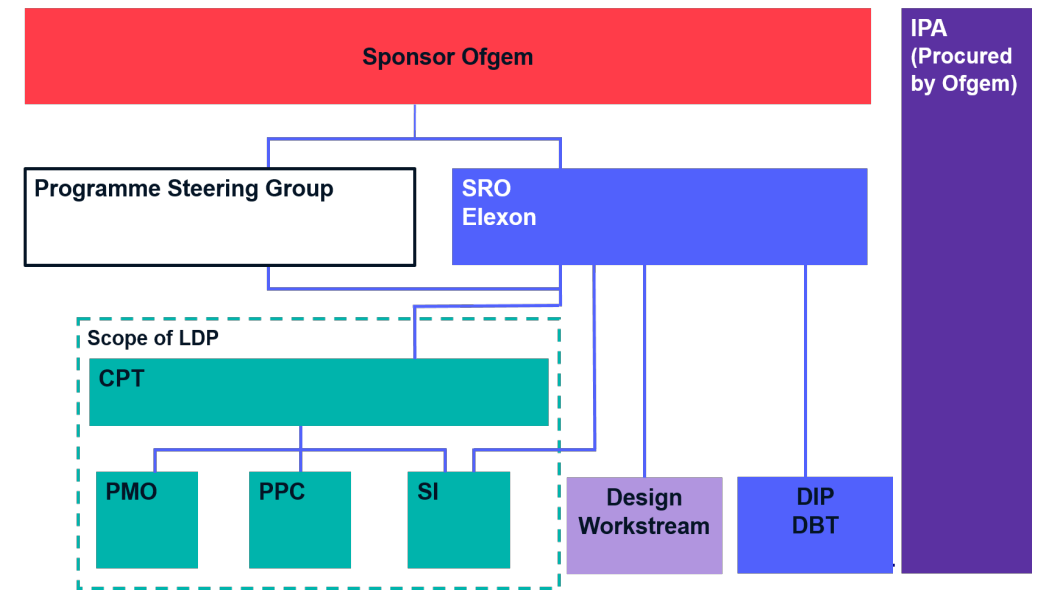 Sponsor Ofgem
IPA
(Procured
by Ofgem)
Programme Steering Group
SRO
Elexon
Scope of LDP
CPT
PMO
PPC
SI
Design
Workstream
DIP
DBT